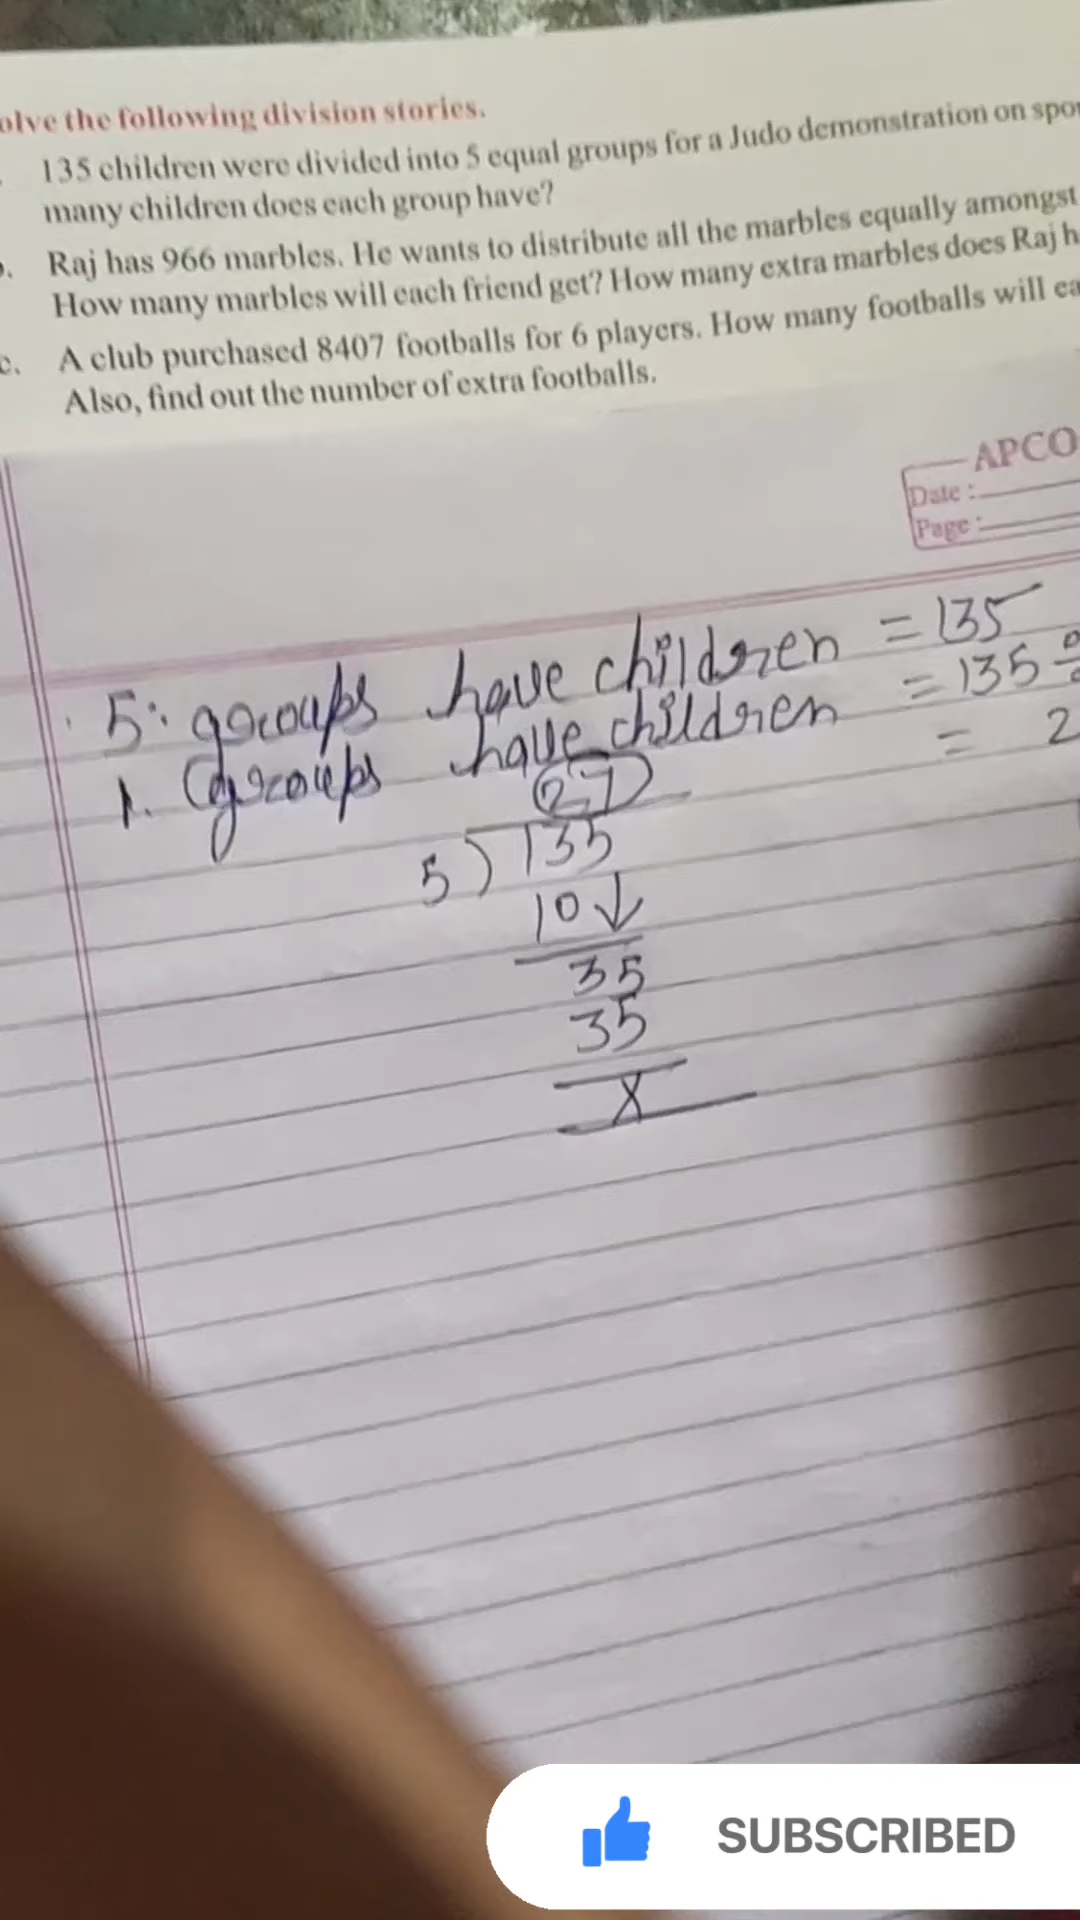 olve the following division stories.
135 children were divided into 5 equal groups for a Judo demonstration on spor
many children does each group have?
Raj has 966 marbles. He wants to distribute all the marbles equally amongst
How many marbles will each friend get? How many extra marbles does Raj h
c. A club purchased 8407 footballs for 6 players. How many footballs will ea
Also, find out the number of extra footballs.
APCO
Date :
Page :
5 : groups have children = 135
1. Groups have children = 135 ÷
= 2
27
5 ) 135
10 ↓
35
35
x
SUBSCRIBED